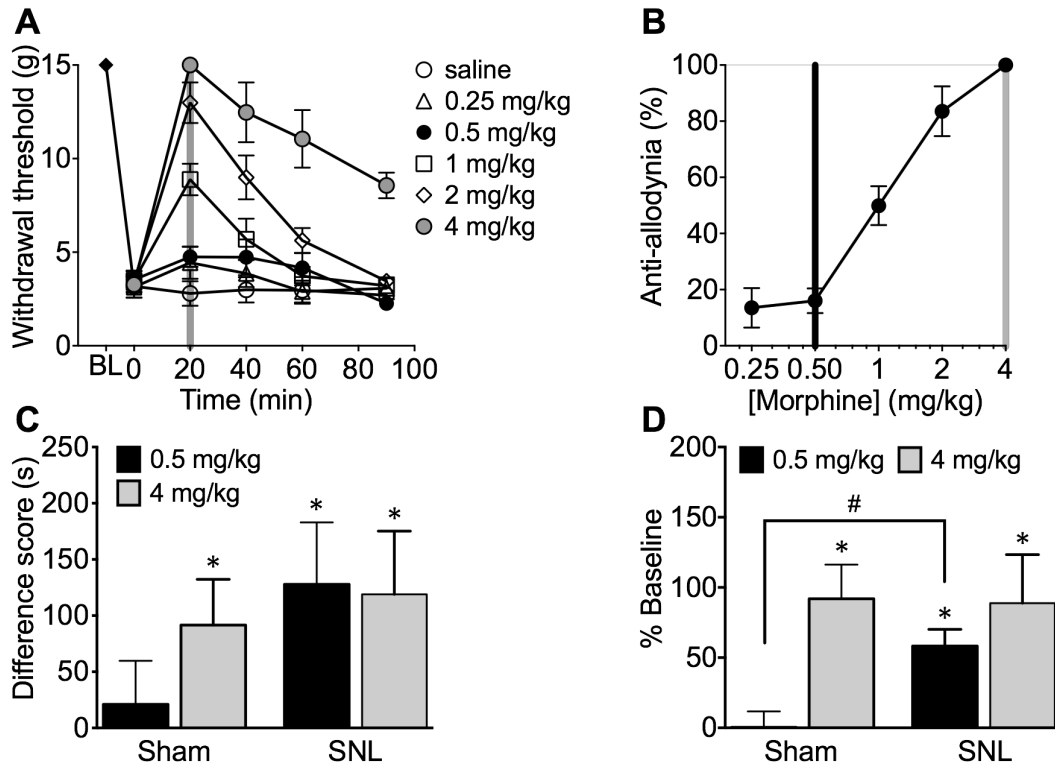 A
Withdrawal threshold (g)
15
10
5
0
BL 0 20 40 60 80 100
Time (min)
saline
0.25 mg/kg
0.5 mg/kg
1 mg/kg
2 mg/kg
4 mg/kg
B
Anti-allodynia (%)
100
80
60
40
20
0
0.25 0.50 1 2 4
[Morphine] (mg/kg)
C
Difference score (s)
250
200
150
100
50
0
0.5 mg/kg
4 mg/kg
*
*
*
Sham SNL
D
% Baseline
200
150
100
50
0
0.5 mg/kg 4 mg/kg
#
*
*
*
Sham SNL